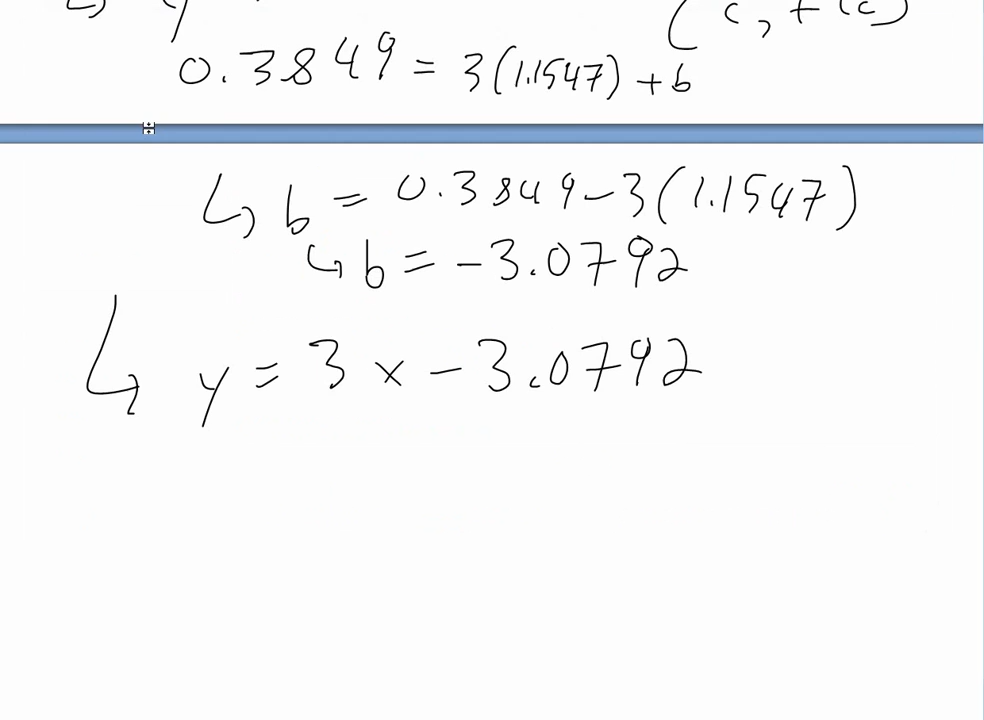 y (c, f(c)
0.3849 = 3(1.1547) + b
↳ b = 0.3849 - 3(1.1547)
↳ b = -3.0792
↳ y = 3x - 3.0792